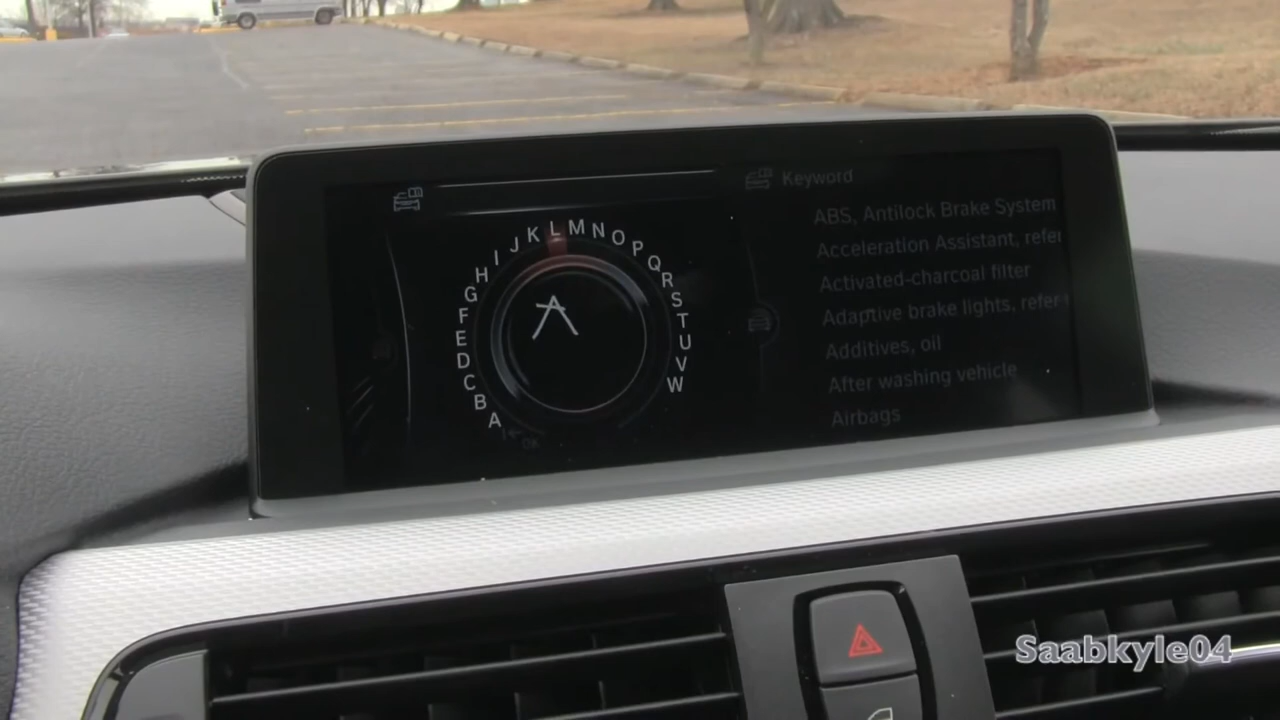 Keyword
ABS, Antilock Brake System
Acceleration Assistant, refer
Activated-charcoal filter
Adaptive brake lights, refer
Additives, oil
After washing vehicle
Airbags
A B C D E F G H I J K L M N O P Q R S T U V W
OK
A
Saabkyle04